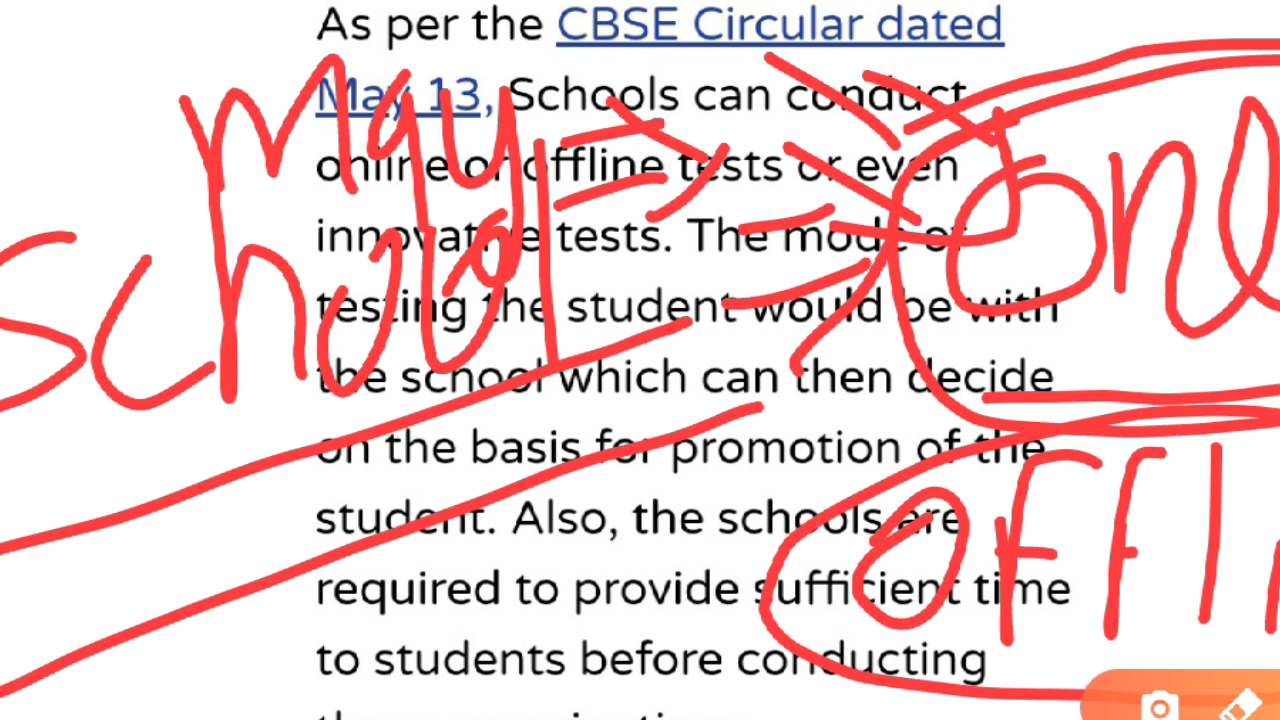 As per the CBSE Circular dated
May 13, Schools can conduct
online or offline tests or even
innovative tests. The mode of
testing the student would be with
the school which can then decide
on the basis for promotion of the
student. Also, the schools are
required to provide sufficient time
to students before conducting
May
school
onl
OFFl